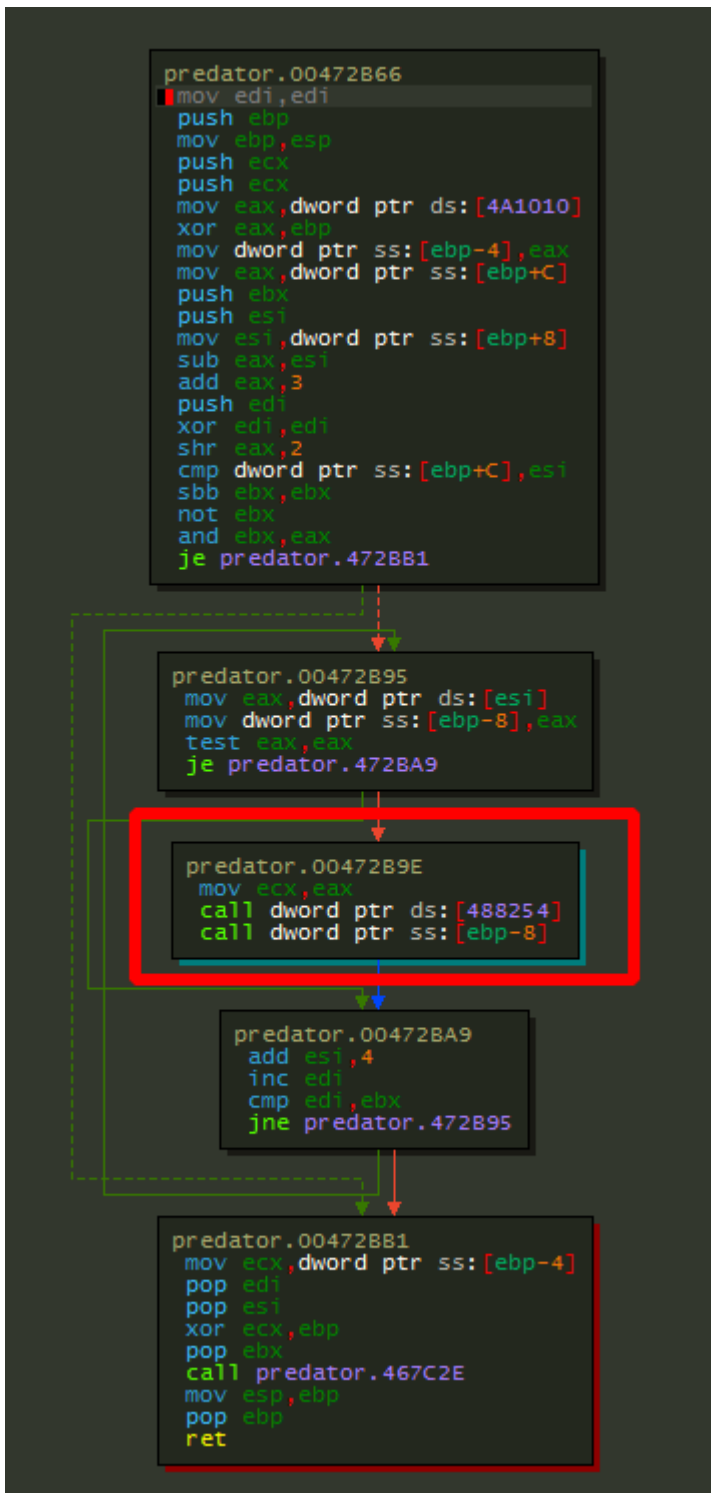 predator.00472B66
mov edi,edi
push ebp
mov ebp,esp
push ecx
push ecx
mov eax,dword ptr ds:[4A1010]
xor eax,ebp
mov dword ptr ss:[ebp-4],eax
mov eax,dword ptr ss:[ebp+C]
push ebx
push esi
mov esi,dword ptr ss:[ebp+8]
sub eax,esi
add eax,3
push edi
xor edi,edi
shr eax,2
cmp dword ptr ss:[ebp+C],esi
sbb ebx,ebx
not ebx
and ebx,eax
je predator.472BB1
predator.00472B95
mov eax,dword ptr ds:[esi]
mov dword ptr ss:[ebp-8],eax
test eax,eax
je predator.472BA9
predator.00472B9E
mov ecx,eax
call dword ptr ds:[488254]
call dword ptr ss:[ebp-8]
predator.00472BA9
add esi,4
inc edi
cmp edi,ebx
jne predator.472B95
predator.00472BB1
mov ecx,dword ptr ss:[ebp-4]
pop edi
pop esi
xor ecx,ebp
pop ebx
call predator.467C2E
mov esp,ebp
pop ebp
ret